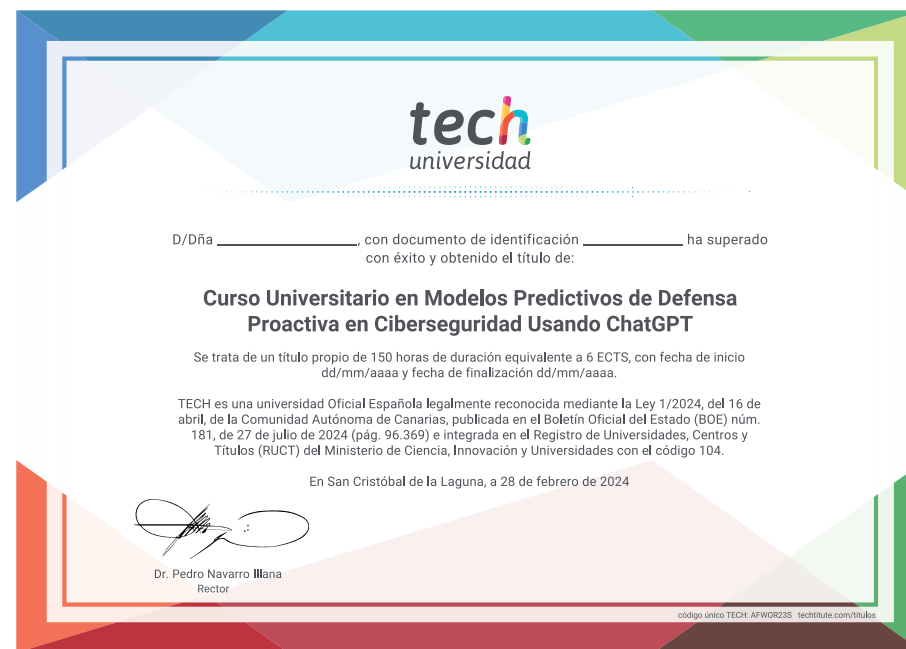 tech
universidad
D/Dña ____________________, con documento de identificación ______________ ha superado
con éxito y obtenido el título de:
Curso Universitario en Modelos Predictivos de Defensa
Proactiva en Ciberseguridad Usando ChatGPT
Se trata de un título propio de 150 horas de duración equivalente a 6 ECTS, con fecha de inicio
dd/mm/aaaa y fecha de finalización dd/mm/aaaa.
TECH es una universidad Oficial Española legalmente reconocida mediante la Ley 1/2024, del 16 de
abril, de la Comunidad Autónoma de Canarias, publicada en el Boletín Oficial del Estado (BOE) núm.
181, de 27 de julio de 2024 (pág. 96.369) e integrada en el Registro de Universidades, Centros y
Títulos (RUCT) del Ministerio de Ciencia, Innovación y Universidades con el código 104.
En San Cristóbal de la Laguna, a 28 de febrero de 2024
Dr. Pedro Navarro Illana
Rector
código único TECH: AFWOR23S techtitute.com/titulos